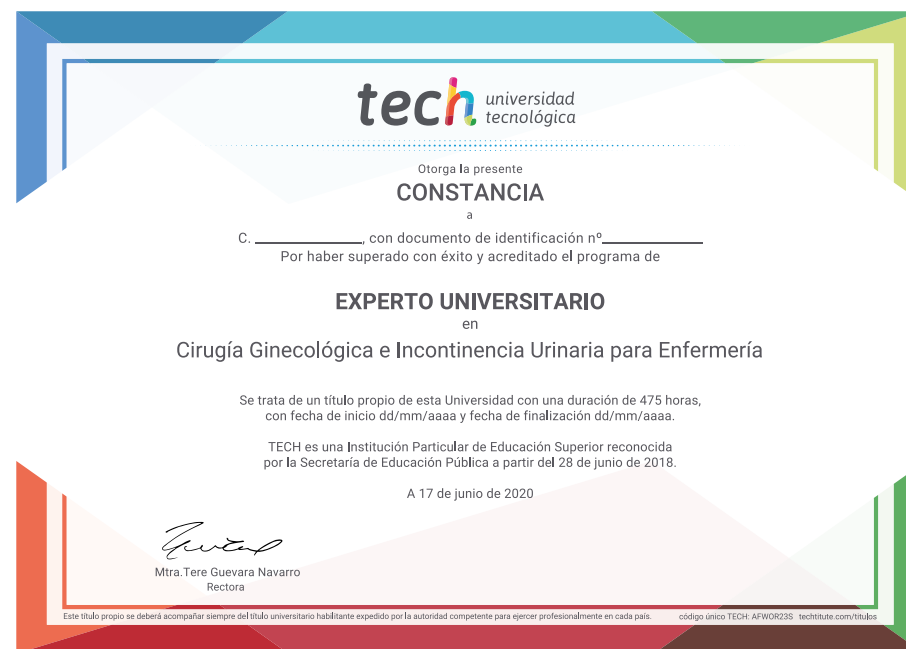 tech universidad
tecnológica
Otorga la presente
CONSTANCIA
a
C. ____________, con documento de identificación nº____________
Por haber superado con éxito y acreditado el programa de
EXPERTO UNIVERSITARIO
en
Cirugía Ginecológica e Incontinencia Urinaria para Enfermería
Se trata de un título propio de esta Universidad con una duración de 475 horas,
con fecha de inicio dd/mm/aaaa y fecha de finalización dd/mm/aaaa.
TECH es una Institución Particular de Educación Superior reconocida
por la Secretaría de Educación Pública a partir del 28 de junio de 2018.
A 17 de junio de 2020
Mtra.Tere Guevara Navarro
Rectora
Este título propio se deberá acompañar siempre del título universitario habilitante expedido por la autoridad competente para ejercer profesionalmente en cada país. código único TECH: AFWOR23S techtitute.com/titulos